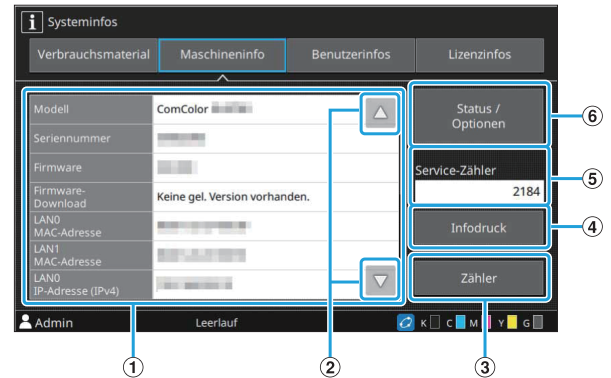 i Systeminfos
Verbrauchsmaterial Maschineninfo Benutzerinfos Lizenzinfos
Modell ComColor
Seriennummer
Firmware
Firmware-
Download Keine gel. Version vorhanden.
LAN0
MAC-Adresse
LAN1
MAC-Adresse
LAN0
IP-Adresse (IPv4)
Status /
Optionen
Service-Zähler
2184
Infodruck
Zähler
Admin Leerlauf K C M Y G
6
5
4
1 2 3